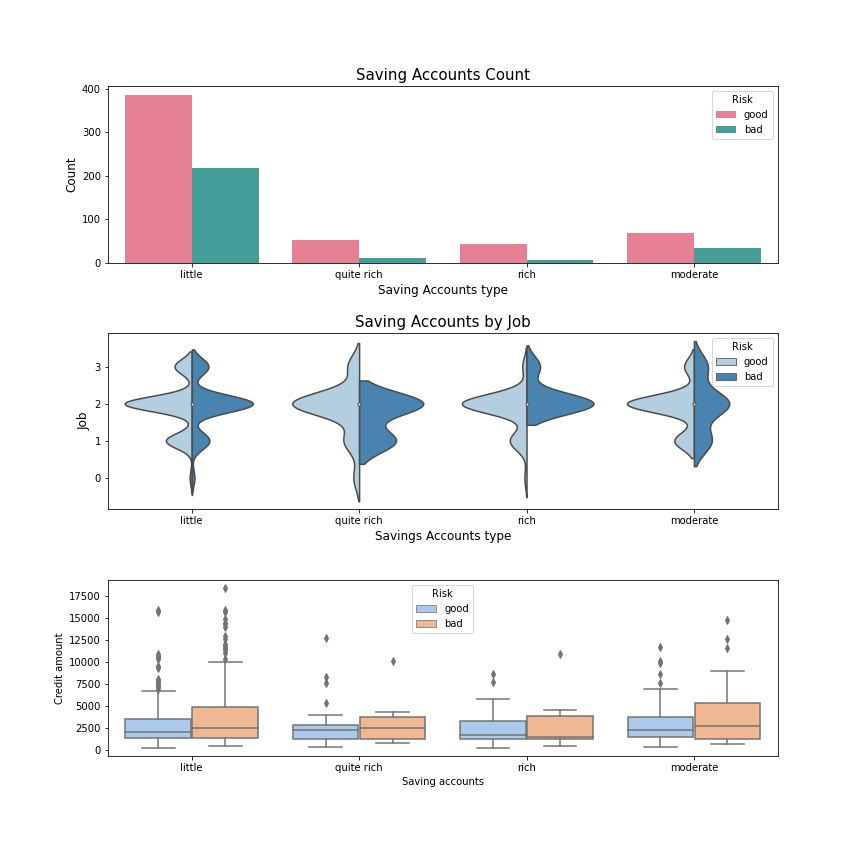 Saving Accounts Count
400
300
200
100
0
Count
Risk
good
bad
little
quite rich
rich
moderate
Saving Accounts type
Saving Accounts by Job
3
2
1
0
Job
Risk
good
bad
little
quite rich
rich
moderate
Savings Accounts type
17500
15000
12500
10000
7500
5000
2500
0
Credit amount
Risk
good
bad
little
quite rich
rich
moderate
Saving accounts